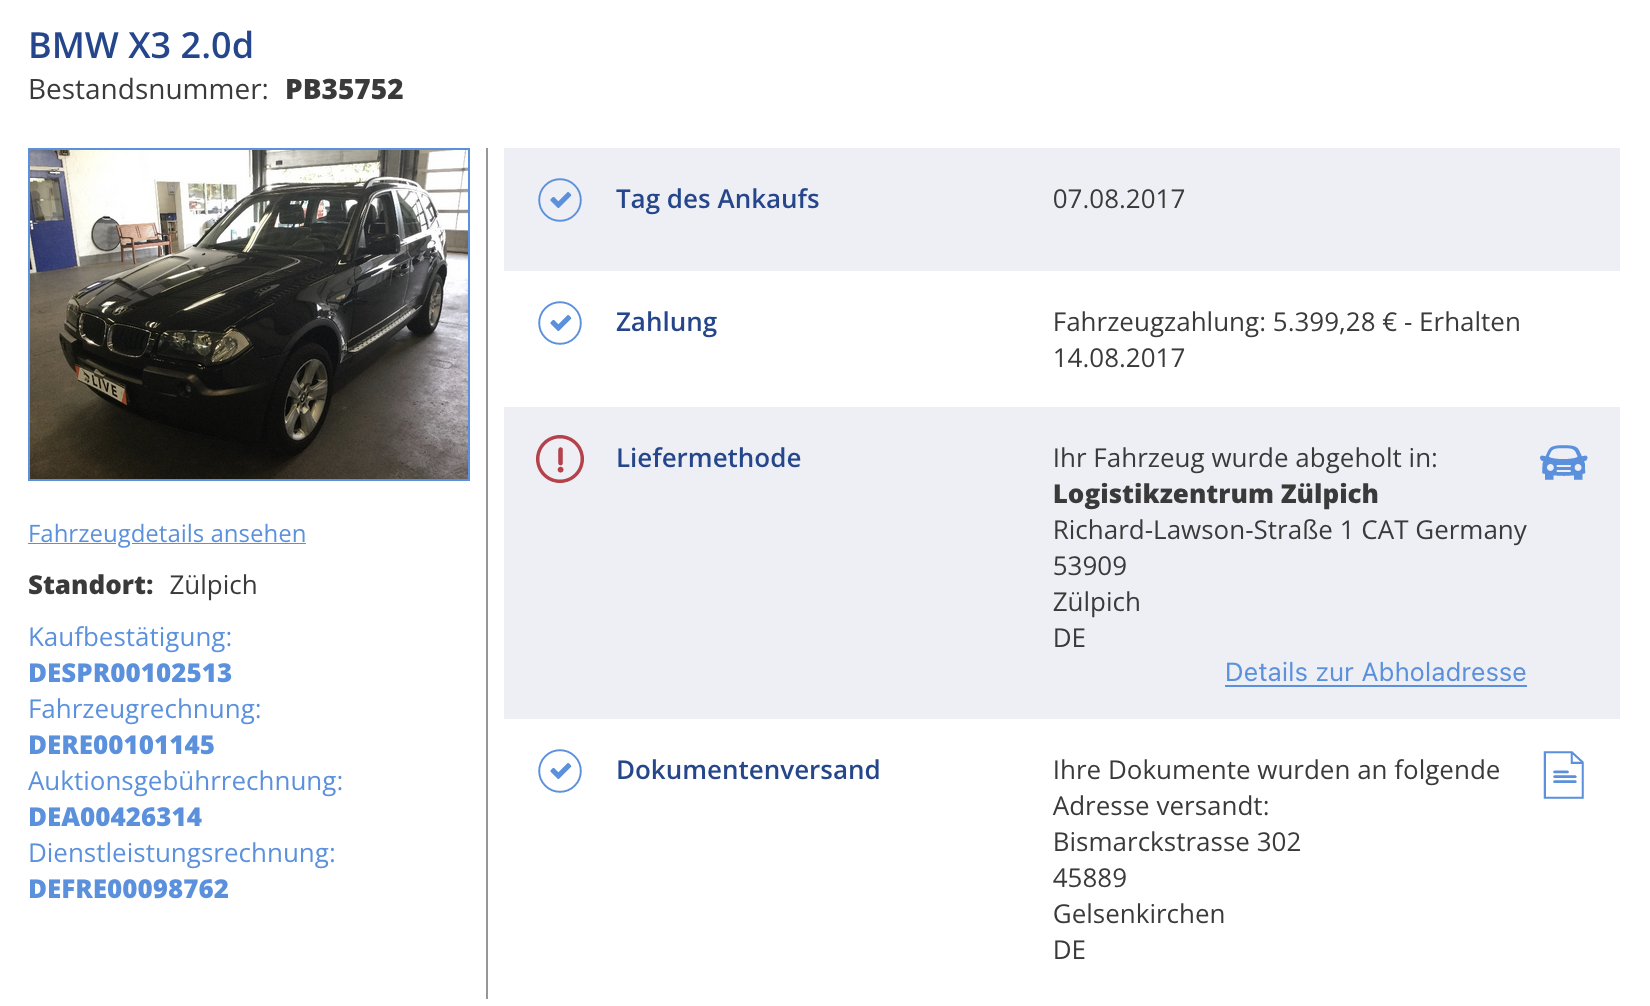 BMW X3 2.0d
Bestandsnummer: PB35752
LIVE
Fahrzeugdetails ansehen
Standort: Zülpich
Kaufbestätigung:
DESPR00102513
Fahrzeugrechnung:
DERE00101145
Auktionsgebührrechnung:
DEA00426314
Dienstleistungsrechnung:
DEFRE00098762
Tag des Ankaufs
07.08.2017
Zahlung
Fahrzeugzahlung: 5.399,28 € - Erhalten
14.08.2017
Liefermethode
Ihr Fahrzeug wurde abgeholt in:
Logistikzentrum Zülpich
Richard-Lawson-Straße 1 CAT Germany
53909
Zülpich
DE
Details zur Abholadresse
Dokumentenversand
Ihre Dokumente wurden an folgende
Adresse versandt:
Bismarckstrasse 302
45889
Gelsenkirchen
DE